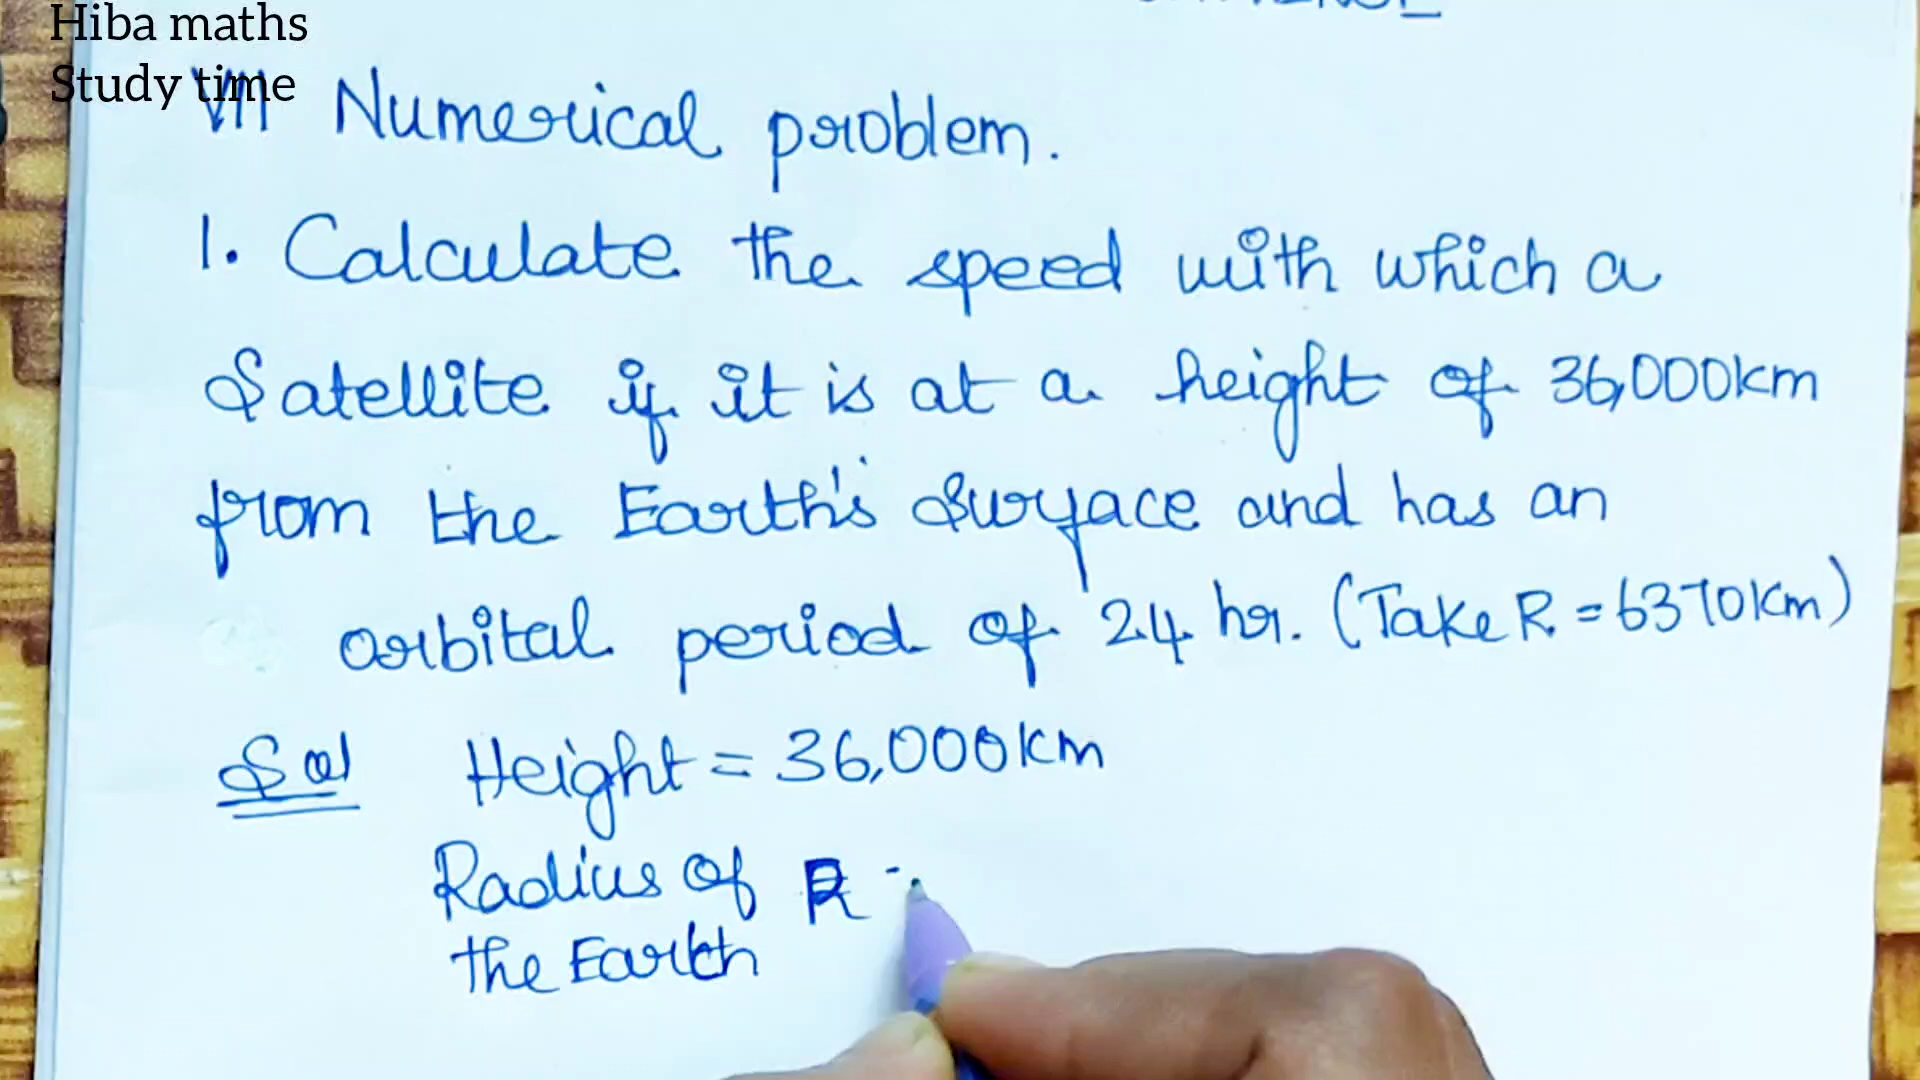 Hiba maths
Study time
VII Numerical problem.
1. Calculate the speed with which a
Satellite if it is at a height of 36,000km
from the Earth's Surface and has an
orbital period of 24 hr. (Take R = 6370km)
Sol Height = 36,000km
Radius of R
the Earth